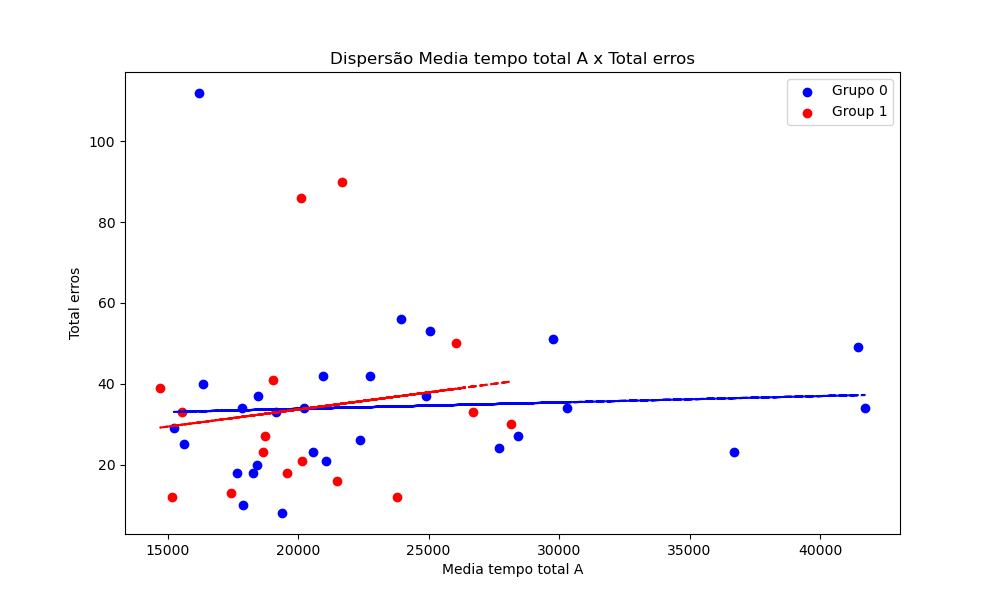 Dispersão Media tempo total A x Total erros
Grupo 0
Group 1
Total erros
100
80
60
40
20
15000 20000 25000 30000 35000 40000
Media tempo total A